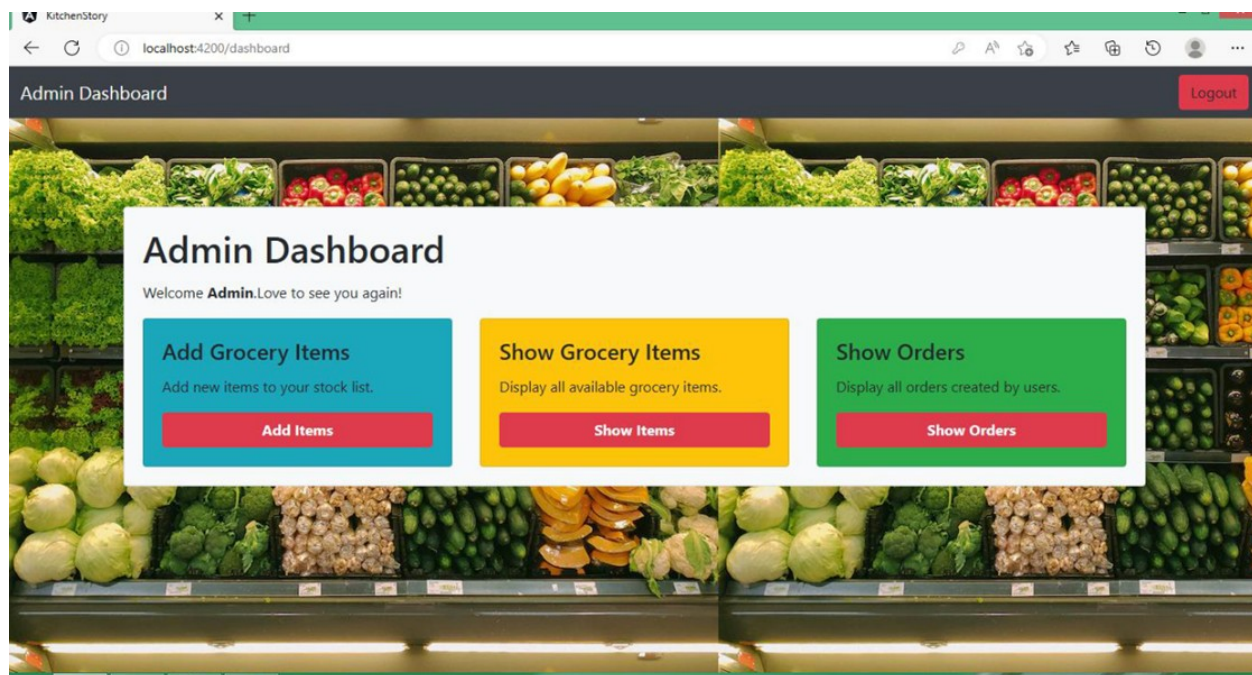 KitchenStory
localhost:4200/dashboard
Admin Dashboard
Logout
Admin Dashboard
Welcome Admin.Love to see you again!
Add Grocery Items
Add new items to your stock list.
Add Items
Show Grocery Items
Display all available grocery items.
Show Items
Show Orders
Display all orders created by users.
Show Orders